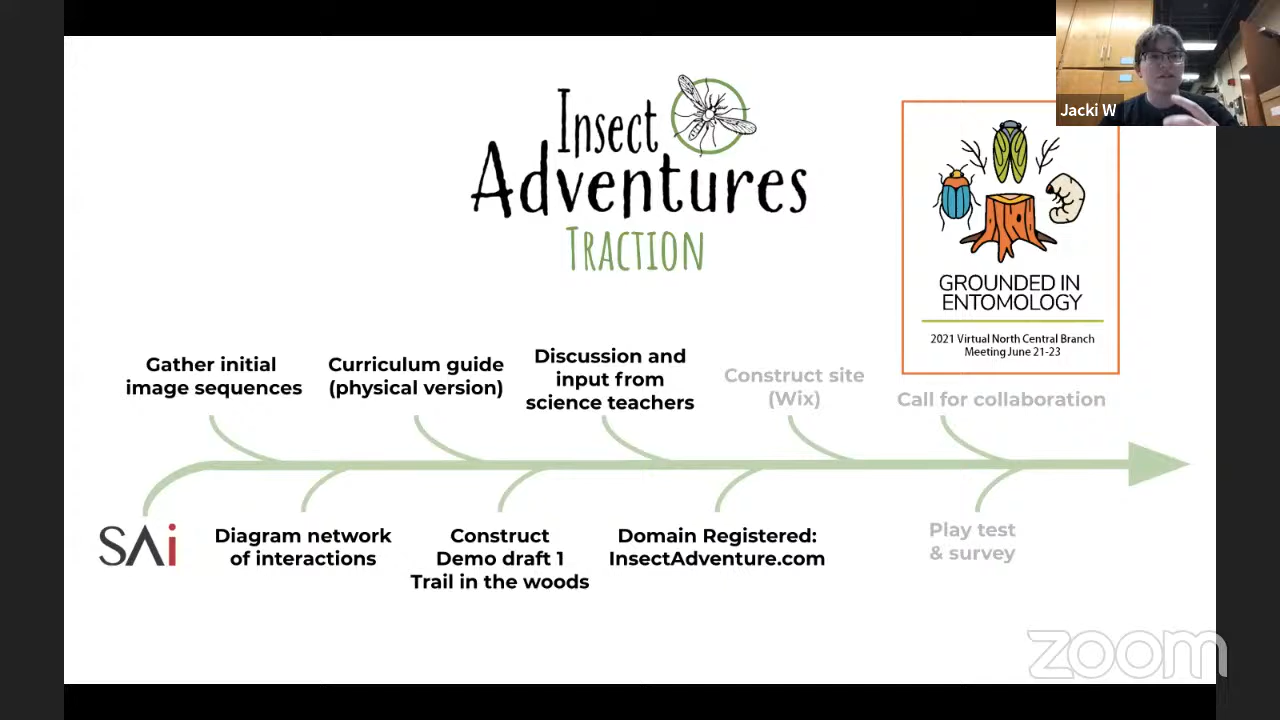 Insect
Adventures
TRACTION
Jacki W
GROUNDED IN
ENTOMOLOGY
2021 Virtual North Central Branch
Meeting June 21-23
Gather initial
image sequences
Curriculum guide
(physical version)
Discussion and
input from
science teachers
Construct site
(Wix)
Call for collaboration
SAi
Diagram network
of interactions
Construct
Demo draft 1
Trail in the woods
Domain Registered:
InsectAdventure.com
Play test
& survey
zoom